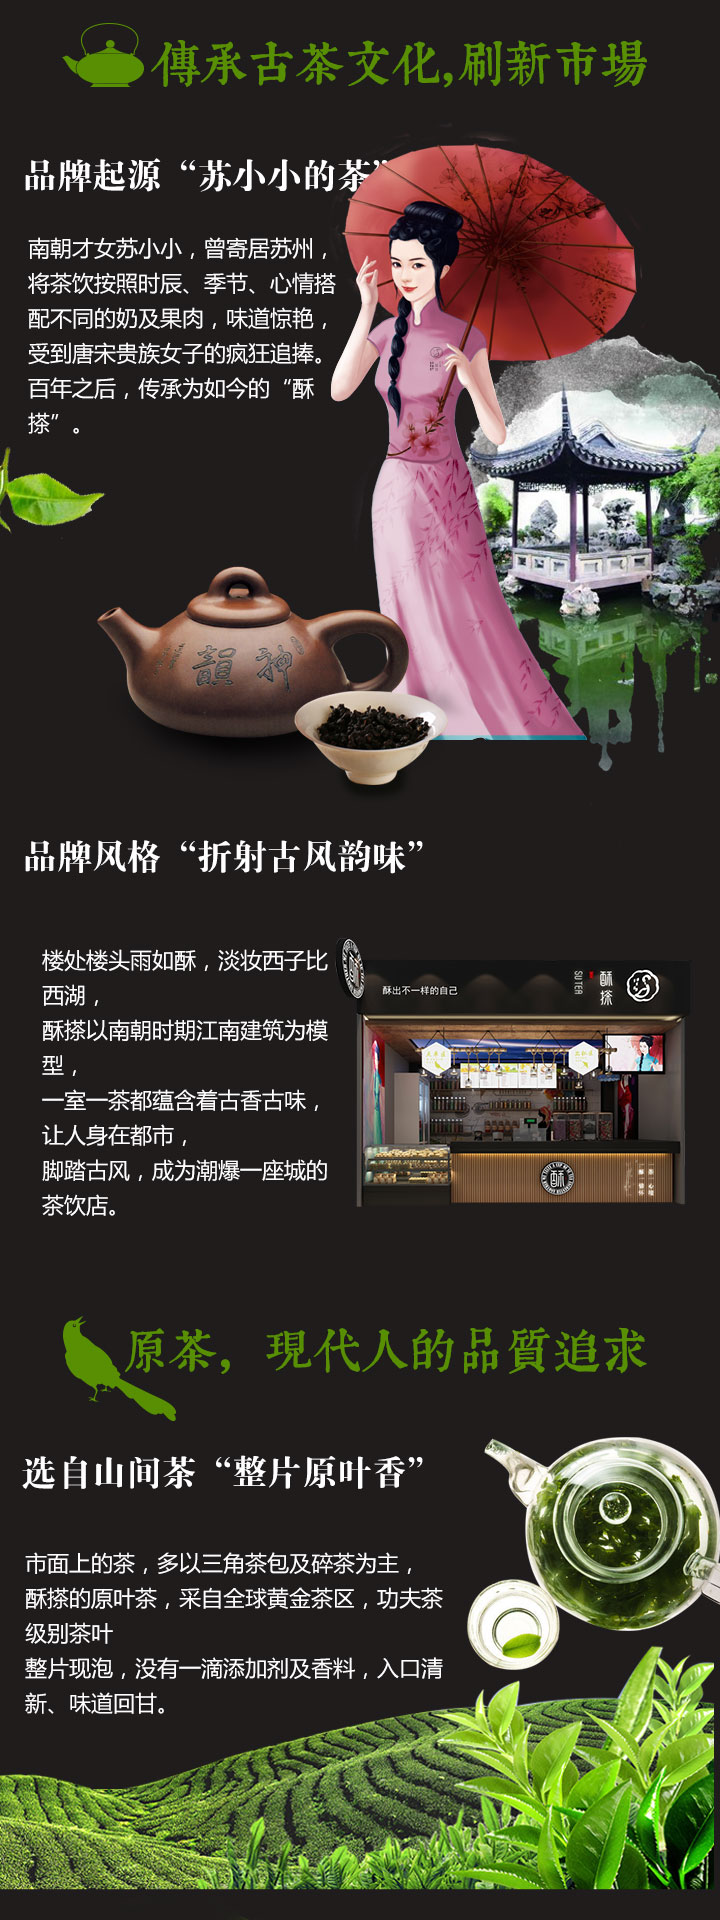 傳承古茶文化,刷新市場
品牌起源“苏小小的茶”
南朝才女苏小小，曾寄居苏州，
将茶饮按照时辰、季节、心情搭
配不同的奶及果肉，味道惊艳，
受到唐宋贵族女子的疯狂追捧。
百年之后，传承为如今的“酥
搽”。
韻 神
品牌风格“折射古风韵味”
楼处楼头雨如酥，淡妆西子比
西湖，
酥搽以南朝时期江南建筑为模
型，
一室一茶都蕴含着古香古味，
让人身在都市，
脚踏古风，成为潮爆一座城的
茶饮店。
酥出不一样的自己
SU TEA
酥搽
酥
原茶，現代人的品質追求
选自山间茶“整片原叶香”
市面上的茶，多以三角茶包及碎茶为主，
酥搽的原叶茶，采自全球黄金茶区，功夫茶
级别茶叶
整片现泡，没有一滴添加剂及香料，入口清
新、味道回甘。